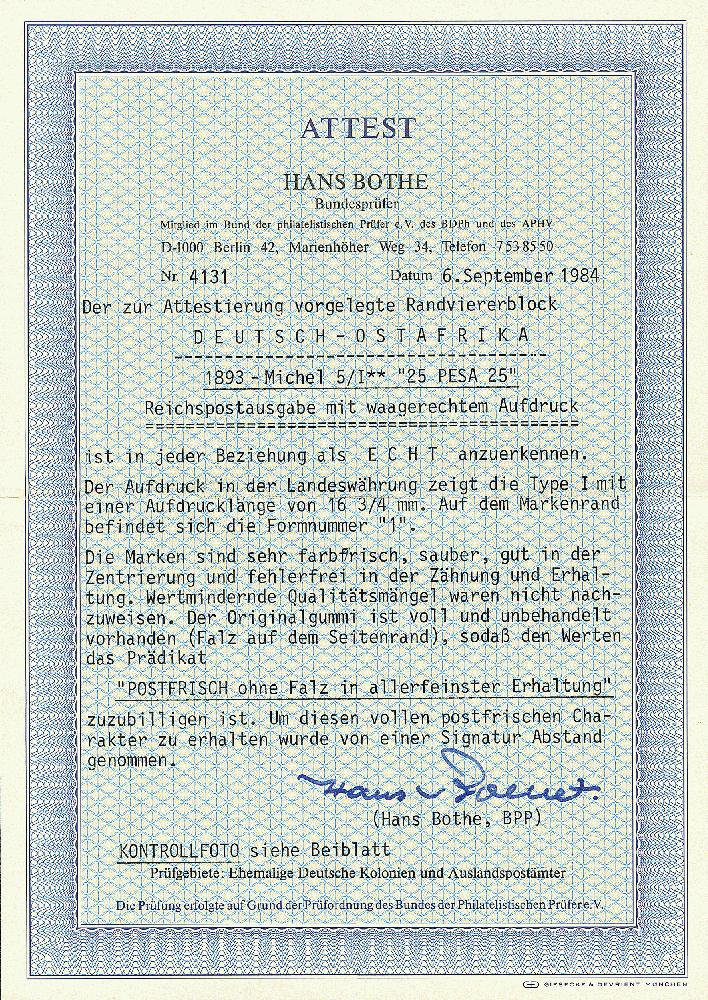 ATTEST
HANS BOTHE
Bundesprüfer
Mitglied im Bund der philatelistischen Prüfer e.V. des BDPh und des APHV
D-1000 Berlin 42, Marienhöher Weg 34, Telefon 7 53 85 50
Nr. 4131 Datum 6.September 1984
Der zur Attestierung vorgelegte Randviererblock
D E U T S C H - O S T A F R I K A
1893 - Michel 5/I** "25 PESA 25"
Reichspostausgabe mit waagerechtem Aufdruck
ist in jeder Beziehung als E C H T anzuerkennen.
Der Aufdruck in der Landeswährung zeigt die Type I mit
einer Aufdrucklänge von 16 3/4 mm. Auf dem Markenrand
befindet sich die Formnummer "1".
Die Marken sind sehr farbfrisch, sauber, gut in der
Zentrierung und fehlerfrei in der Zähnung und Erhal-
tung. Wertmindernde Qualitätsmängel waren nicht nach-
zuweisen. Der Originalgummi ist voll und unbehandelt
vorhanden (Falz auf dem Seitenrand), sodaß den Werten
das Prädikat
"POSTFRISCH ohne Falz in allerfeinster Erhaltung"
zuzubilligen ist. Um diesen vollen postfrischen Cha-
rakter zu erhalten wurde von einer Signatur Abstand
genommen.
Hans Bothe
(Hans Bothe, BPP)
KONTROLLFOTO siehe Beiblatt
Prüfgebiete: Ehemalige Deutsche Kolonien und Auslandspostämter
Die Prüfung erfolgte auf Grund der Prüfordnung des Bundes der Philatelistischen Prüfer e.V.
GIESECKE & DEVRIENT MÜNCHEN